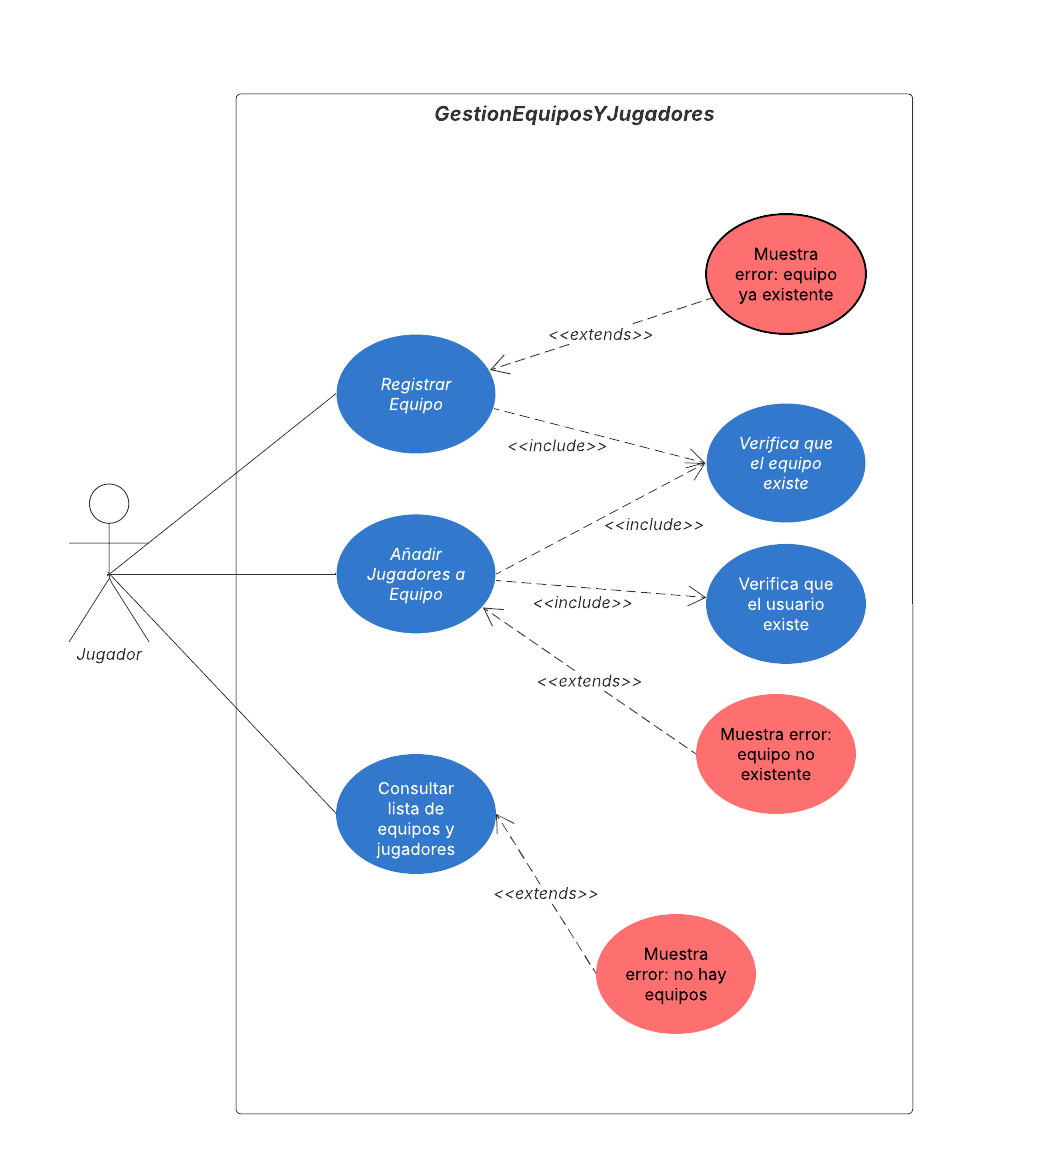 GestionEquiposYJugadores
Muestra
error: equipo
ya existente
<<extends>>
Registrar
Equipo
<<include>>
Verifica que
el equipo
existe
<<include>>
Añadir
Jugadores a
Equipo
<<include>>
Verifica que
el usuario
existe
Jugador
<<extends>>
Muestra error:
equipo no
existente
Consultar
lista de
equipos y
jugadores
<<extends>>
Muestra
error: no hay
equipos